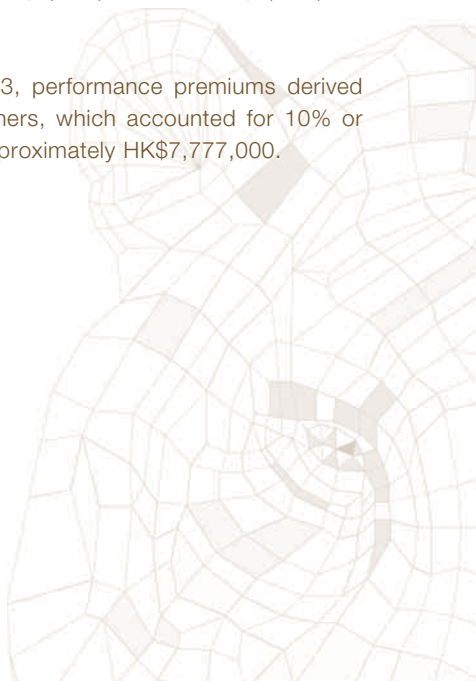 3, performance premiums derived
ners, which accounted for 10% or
proximately HK$7,777,000.